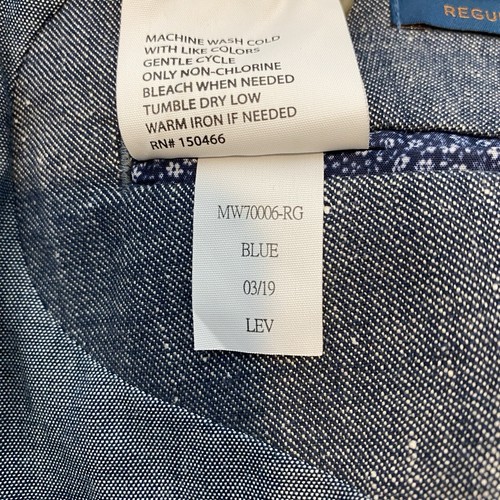 REGU
MACHINE WASH COLD
WITH LIKE COLORS
GENTLE CYCLE
ONLY NON-CHLORINE
BLEACH WHEN NEEDED
TUMBLE DRY LOW
WARM IRON IF NEEDED
RN# 150466
MW70006-RG
BLUE
03/19
LEV